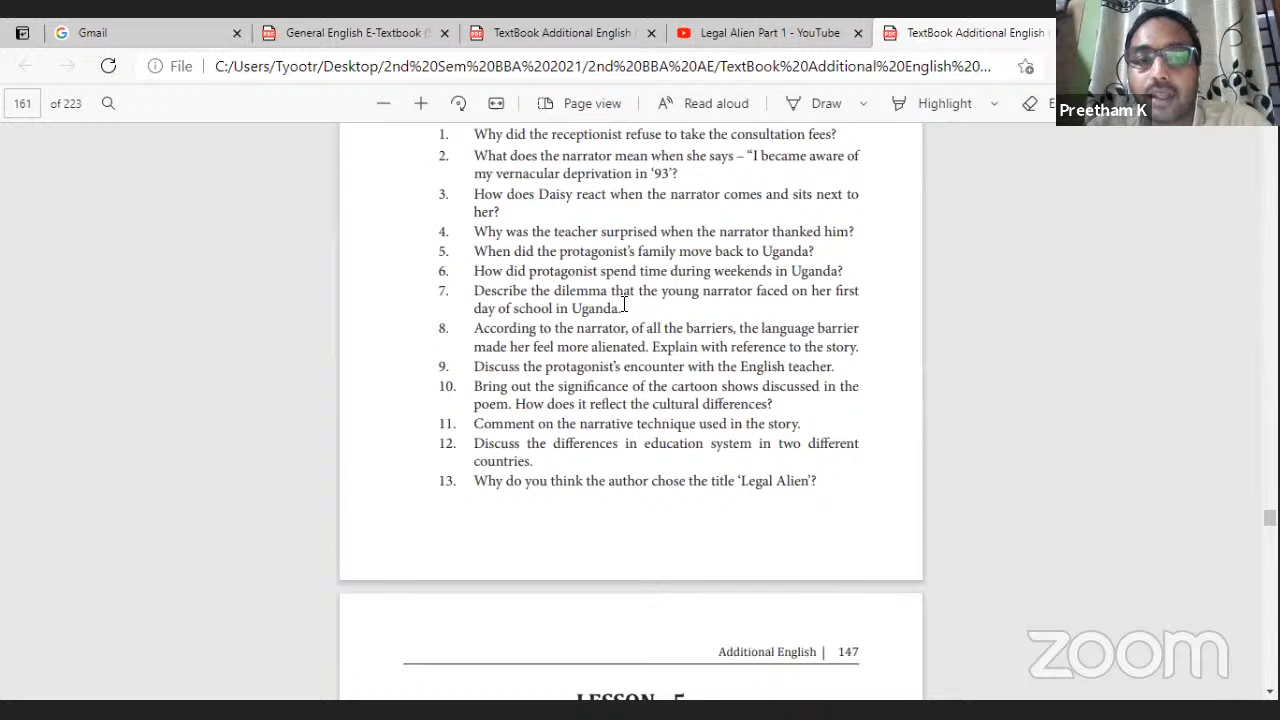 Gmail
General English E-Textbook (
TextBook Additional English
Legal Alien Part 1 - YouTube
TextBook Additional English
File
C:/Users/Tyootr/Desktop/2nd%20Sem%20BBA%202021/2nd%20BBA%20AE/TextBook%20Additional%20English%20...
161 of 223
Page view
Read aloud
Draw
Highlight
Preetham K
1. Why did the receptionist refuse to take the consultation fees?
2. What does the narrator mean when she says – “I became aware of
my vernacular deprivation in ‘93’?
3. How does Daisy react when the narrator comes and sits next to
her?
4. Why was the teacher surprised when the narrator thanked him?
5. When did the protagonist’s family move back to Uganda?
6. How did protagonist spend time during weekends in Uganda?
7. Describe the dilemma that the young narrator faced on her first
day of school in Uganda.
8. According to the narrator, of all the barriers, the language barrier
made her feel more alienated. Explain with reference to the story.
9. Discuss the protagonist’s encounter with the English teacher.
10. Bring out the significance of the cartoon shows discussed in the
poem. How does it reflect the cultural differences?
11. Comment on the narrative technique used in the story.
12. Discuss the differences in education system in two different
countries.
13. Why do you think the author chose the title ‘Legal Alien’?
Additional English | 147
LESSON - 5
zoom